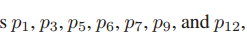 s p₁, p₃, p₅, p₆, p₇, p₉, and p₁₂,